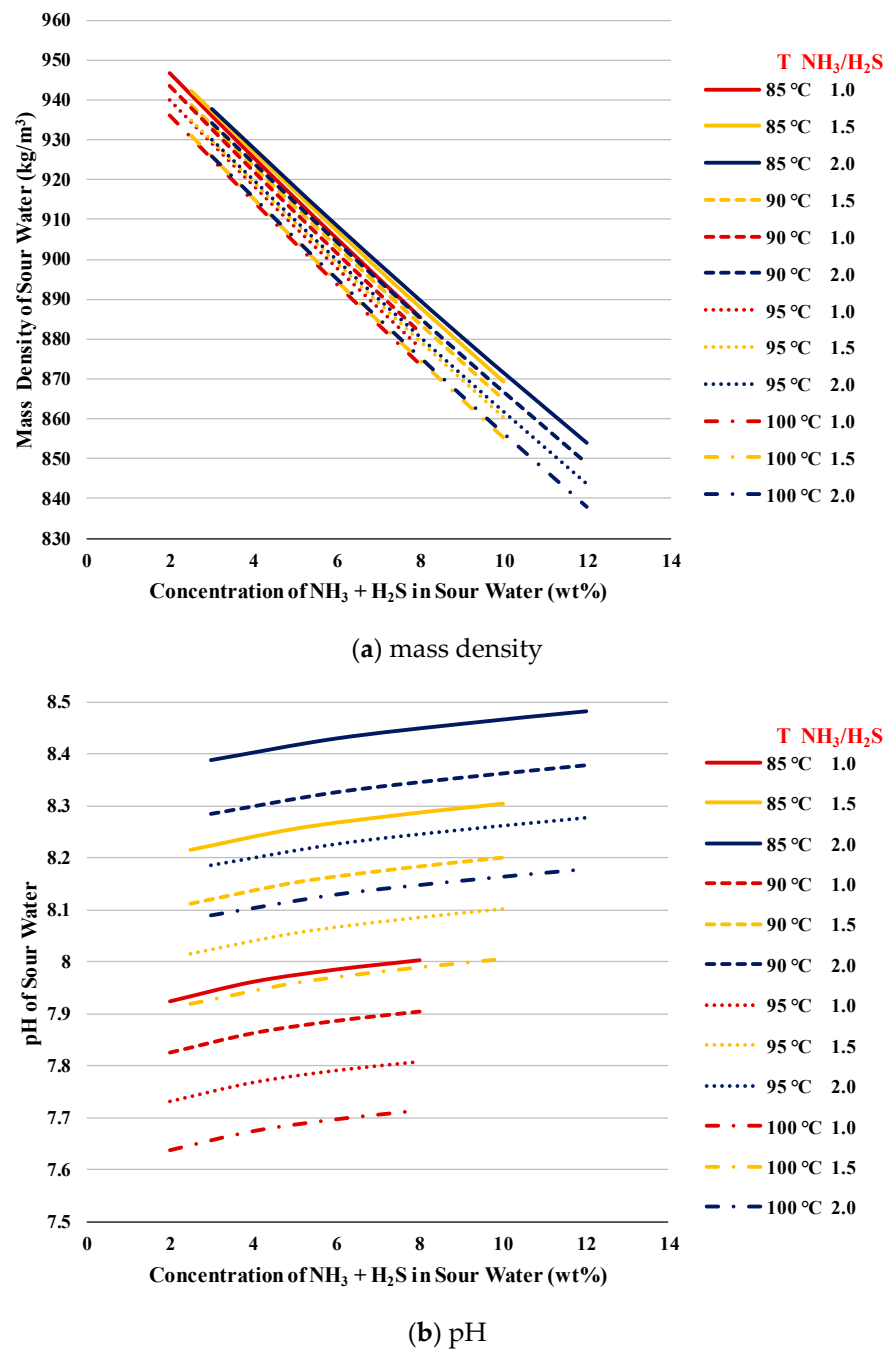 960
950
940
930
920
910
900
890
880
870
860
850
840
830
Mass Density of Sour Water (kg/m³)
0 2 4 6 8 10 12 14
Concentration of NH₃ + H₂S in Sour Water (wt%)
T NH₃/H₂S
85 °C 1.0
85 °C 1.5
85 °C 2.0
90 °C 1.5
90 °C 1.0
90 °C 2.0
95 °C 1.0
95 °C 1.5
95 °C 2.0
100 °C 1.0
100 °C 1.5
100 °C 2.0
(a) mass density
8.5
8.4
8.3
8.2
8.1
8
7.9
7.8
7.7
7.6
7.5
pH of Sour Water
0 2 4 6 8 10 12 14
Concentration of NH₃ + H₂S in Sour Water (wt%)
T NH₃/H₂S
85 °C 1.0
85 °C 1.5
85 °C 2.0
90 °C 1.0
90 °C 1.5
90 °C 2.0
95 °C 1.0
95 °C 1.5
95 °C 2.0
100 °C 1.0
100 °C 1.5
100 °C 2.0
(b) pH